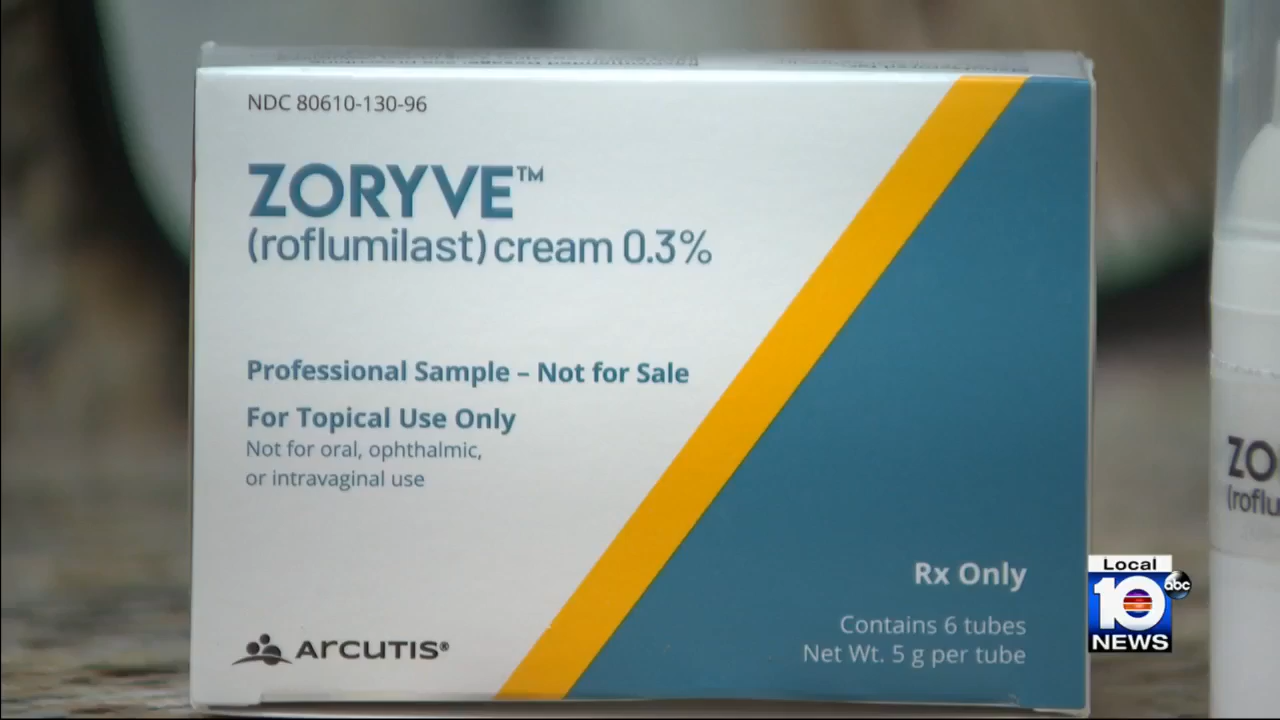 NDC 80610-130-96
ZORYVE™
(roflumilast) cream 0.3%
Professional Sample – Not for Sale
For Topical Use Only
Not for oral, ophthalmic,
or intravaginal use
Rx Only
Contains 6 tubes
Net Wt. 5 g per tube
ARCUTIS®
ZO
(roflu
Local
10
abc
NEWS